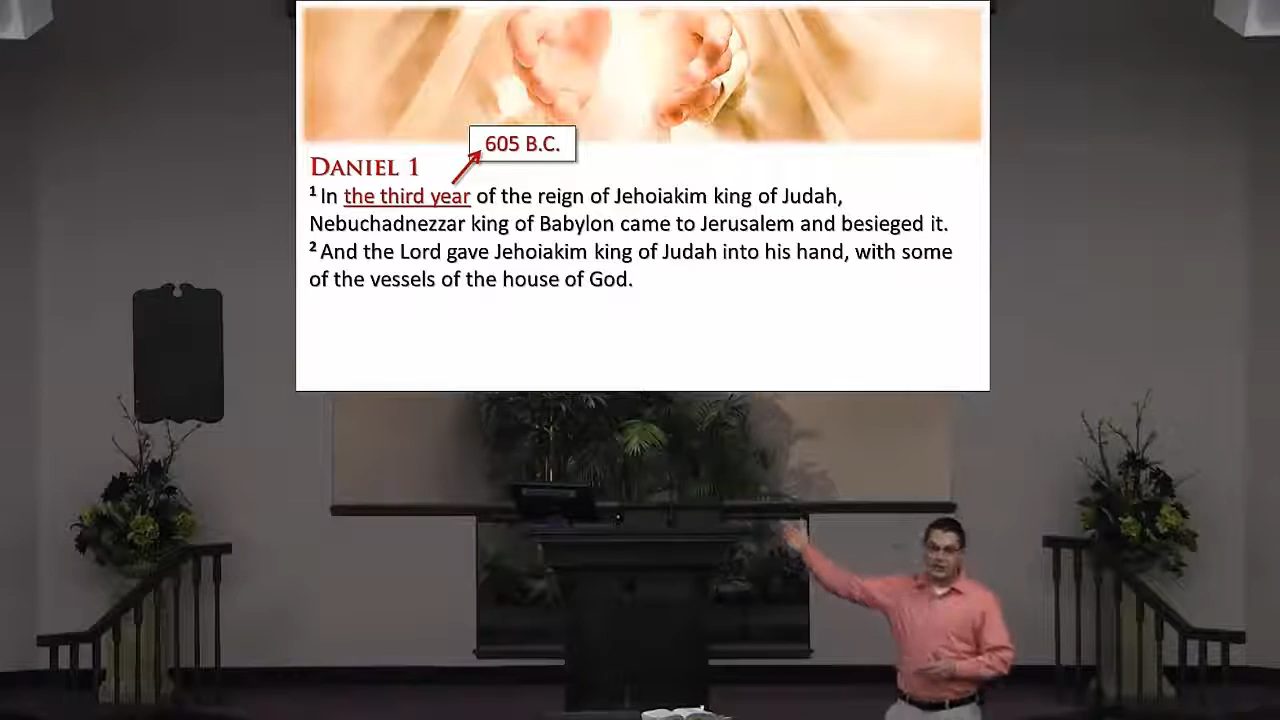 605 B.C.
DANIEL 1
1 In the third year of the reign of Jehoiakim king of Judah,
Nebuchadnezzar king of Babylon came to Jerusalem and besieged it.
2 And the Lord gave Jehoiakim king of Judah into his hand, with some
of the vessels of the house of God.